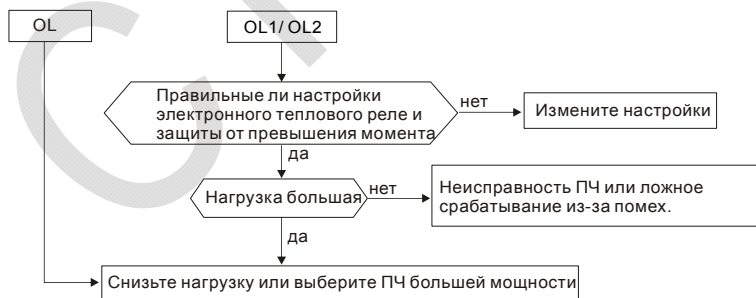 OL
OL1/ OL2
Правильные ли настройки
электронного теплового реле и
защиты от превышения момента
нет
Измените настройки
да
Нагрузка большая
нет
Неисправность ПЧ или ложное
срабатывание из-за помех.
да
Снизьте нагрузку или выберите ПЧ большей мощности